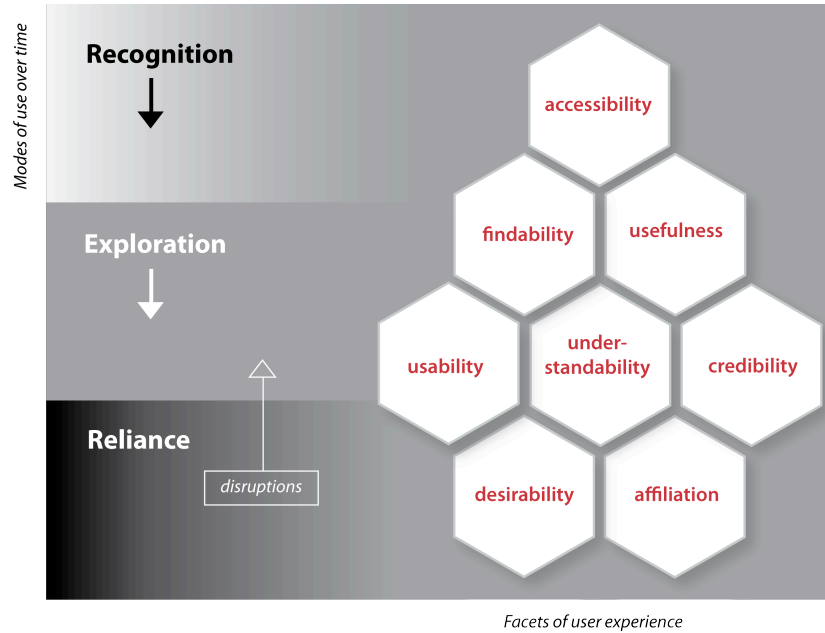 Modes of use over time
Recognition
Exploration
Reliance
disruptions
accessibility
findability
usefulness
usability
under-
standability
credibility
desirability
affiliation
Facets of user experience